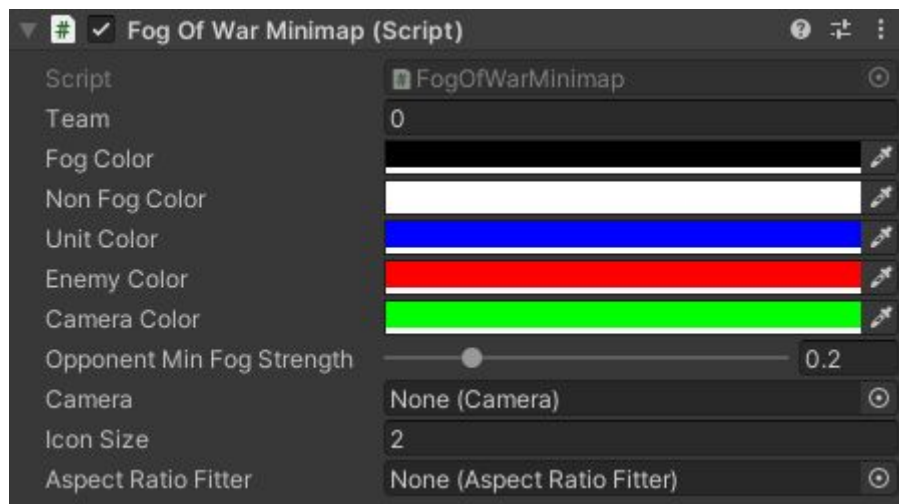 Fog Of War Minimap (Script)
Script FogOfWarMinimap
Team 0
Fog Color
Non Fog Color
Unit Color
Enemy Color
Camera Color
Opponent Min Fog Strength 0.2
Camera None (Camera)
Icon Size 2
Aspect Ratio Fitter None (Aspect Ratio Fitter)